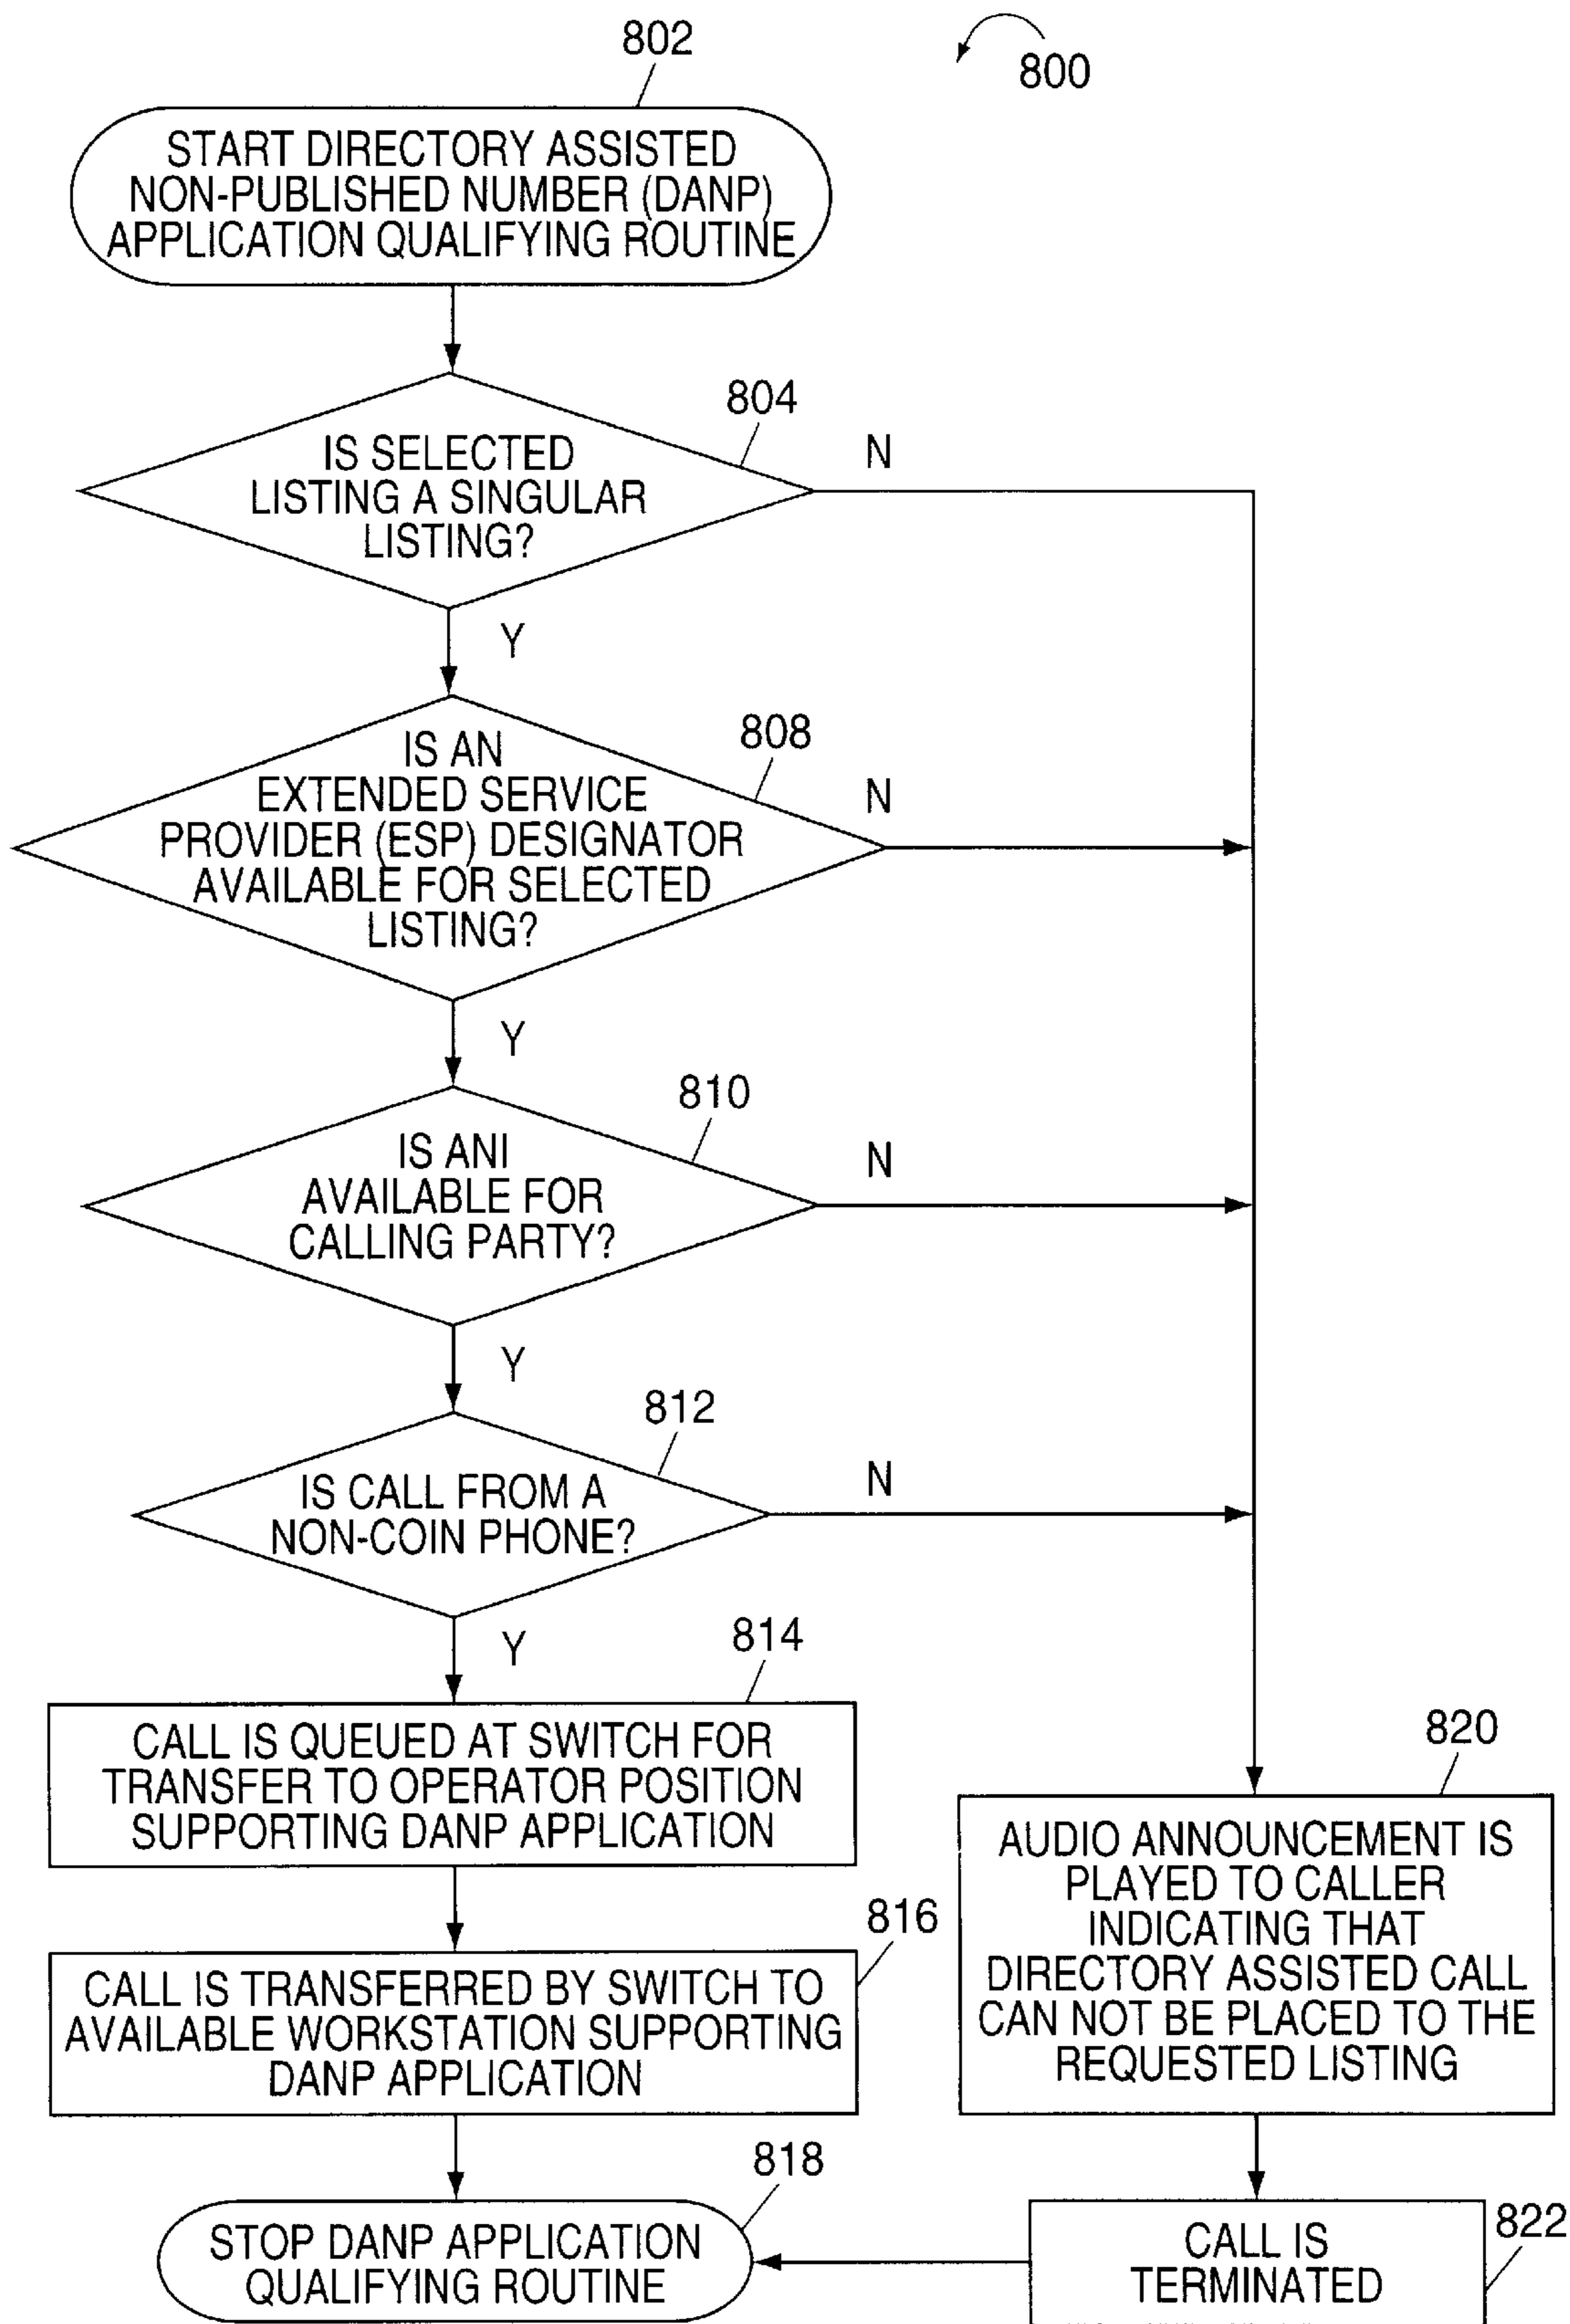 802
800
START DIRECTORY ASSISTED
NON-PUBLISHED NUMBER (DANP)
APPLICATION QUALIFYING ROUTINE
804
N
IS SELECTED
LISTING A SINGULAR
LISTING?
Y
808
N
IS AN
EXTENDED SERVICE
PROVIDER (ESP) DESIGNATOR
AVAILABLE FOR SELECTED
LISTING?
Y
810
N
IS ANI
AVAILABLE FOR
CALLING PARTY?
Y
812
N
IS CALL FROM A
NON-COIN PHONE?
Y
814
CALL IS QUEUED AT SWITCH FOR
TRANSFER TO OPERATOR POSITION
SUPPORTING DANP APPLICATION
820
AUDIO ANNOUNCEMENT IS
PLAYED TO CALLER
INDICATING THAT
DIRECTORY ASSISTED CALL
CAN NOT BE PLACED TO THE
REQUESTED LISTING
816
CALL IS TRANSFERRED BY SWITCH TO
AVAILABLE WORKSTATION SUPPORTING
DANP APPLICATION
818
STOP DANP APPLICATION
QUALIFYING ROUTINE
822
CALL IS
TERMINATED